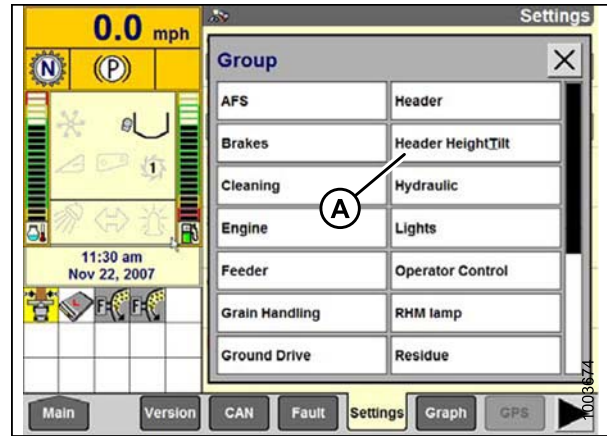 0.0 mph
Settings
N
(P)
Group
AFS
Header
Brakes
Header HeightTilt
1
Cleaning
Hydraulic
A
Engine
Lights
11:30 am
Nov 22, 2007
Feeder
Operator Control
F F
Grain Handling
RHM lamp
Ground Drive
Residue
Main
Version
CAN
Fault
Settings
Graph
GPS
1003674